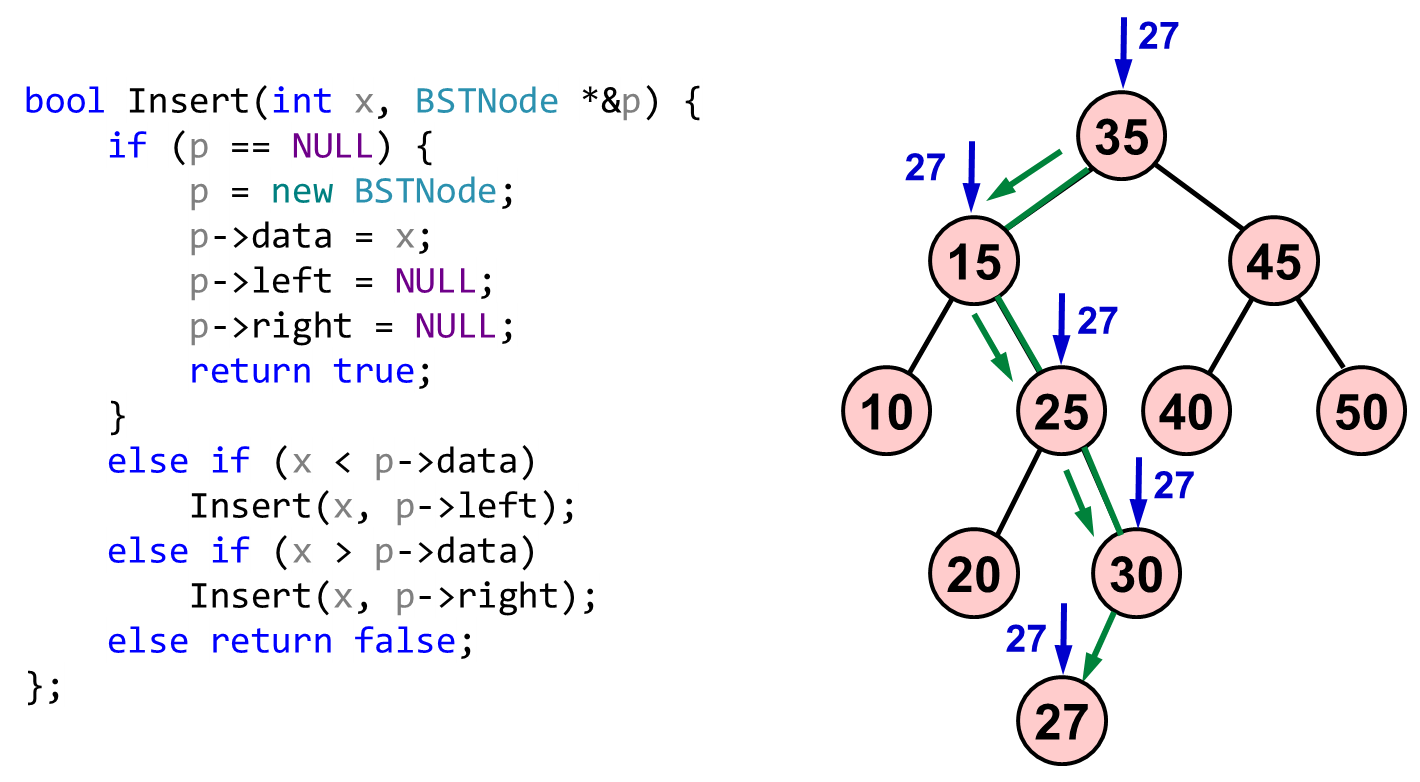 bool Insert(int x, BSTNode *&p) {
if (p == NULL) {
p = new BSTNode;
p->data = x;
p->left = NULL;
p->right = NULL;
return true;
}
else if (x < p->data)
Insert(x, p->left);
else if (x > p->data)
Insert(x, p->right);
else return false;
};
27
35
27
15
45
27
10
25
40
50
27
20
30
27
27